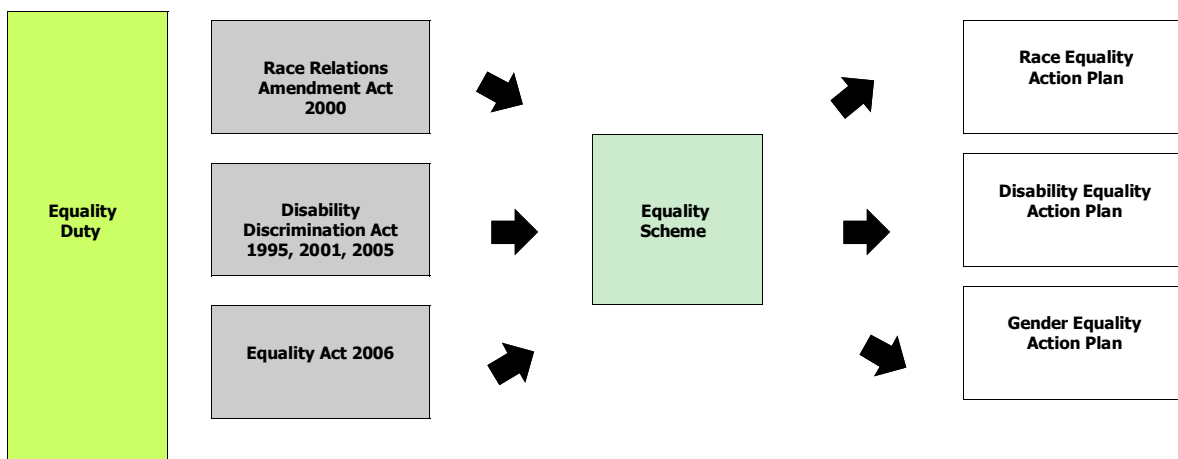 Equality
Duty
Race Relations
Amendment Act
2000
Disability
Discrimination Act
1995, 2001, 2005
Equality Act 2006
Equality
Scheme
Race Equality
Action Plan
Disability Equality
Action Plan
Gender Equality
Action Plan